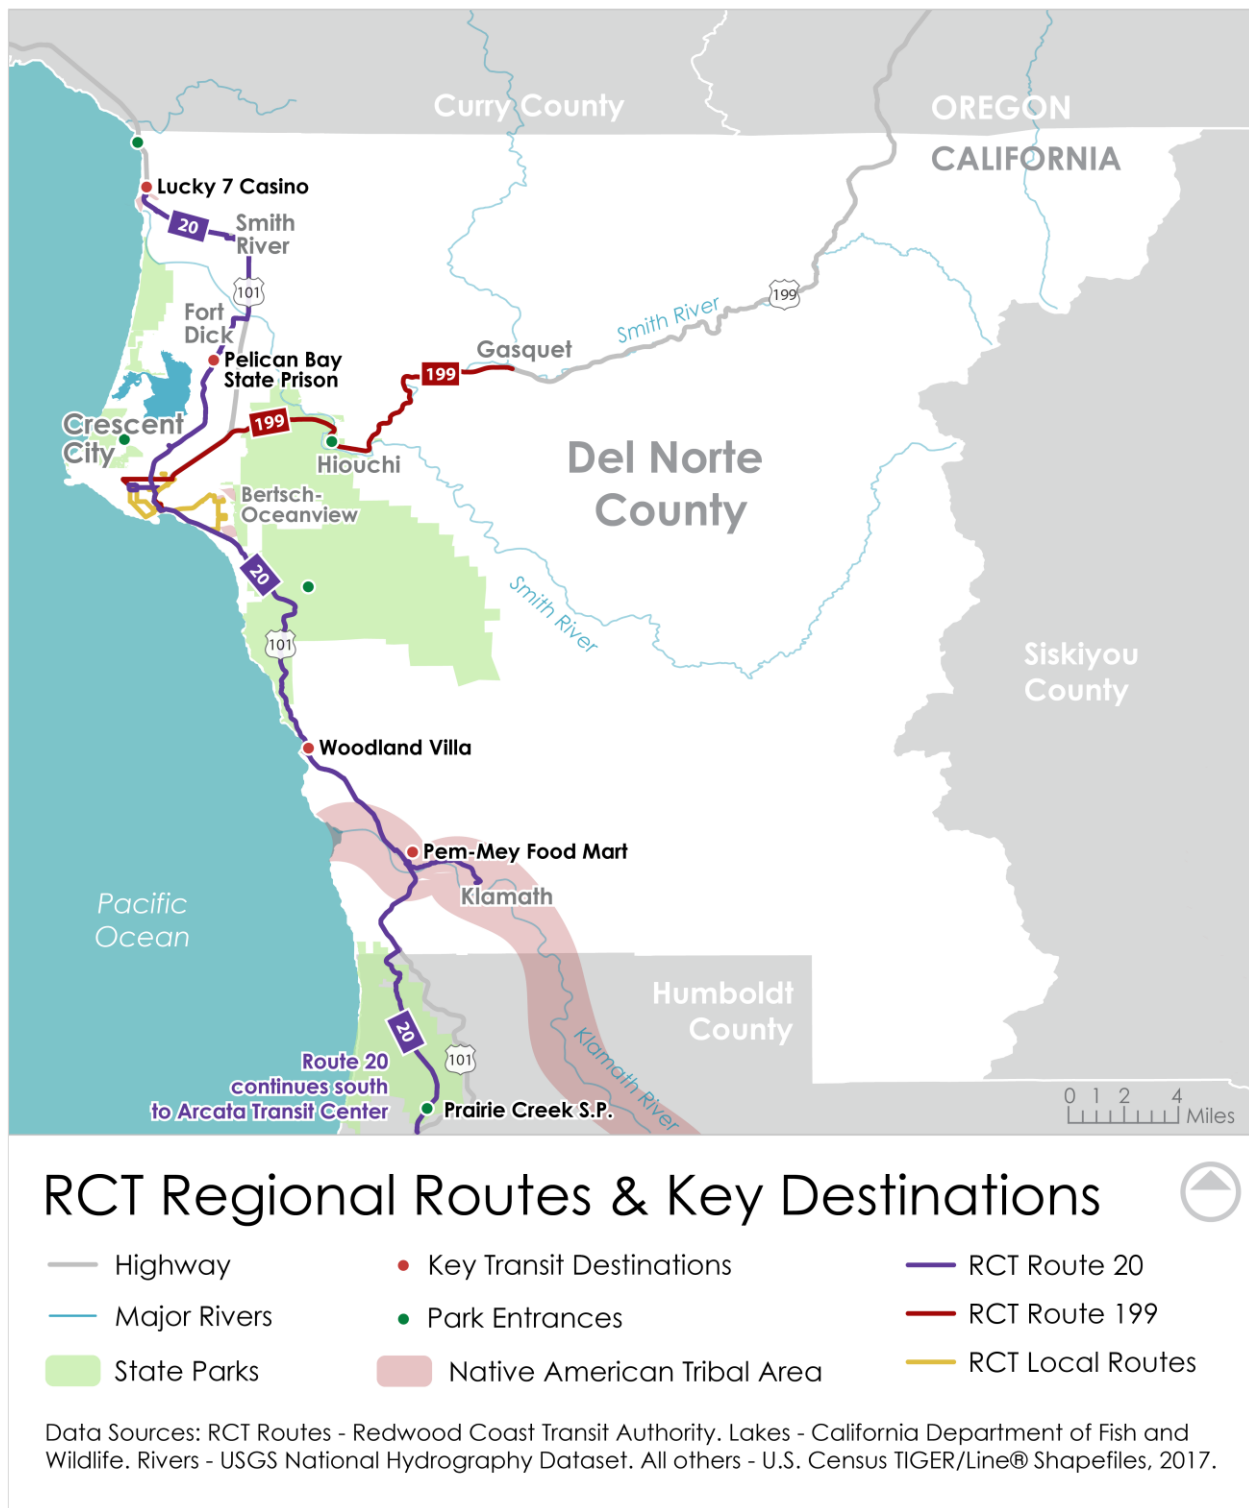 Curry County
OREGON
CALIFORNIA
Lucky 7 Casino
20
Smith
River
101
199
Fort
Dick
Smith River
Pelican Bay
State Prison
Gasquet
199
199
Crescent
City
Hiouchi
Del Norte
County
Bertsch-
Oceanview
20
Smith River
101
Siskiyou
County
Woodland Villa
Pem-Mey Food Mart
Klamath
Pacific
Ocean
Humboldt
County
20
Klamath River
101
Route 20
continues south
to Arcata Transit Center
Prairie Creek S.P.
0 1 2 4
Miles
RCT Regional Routes & Key Destinations
Highway
Key Transit Destinations
RCT Route 20
Major Rivers
Park Entrances
RCT Route 199
State Parks
Native American Tribal Area
RCT Local Routes
Data Sources: RCT Routes - Redwood Coast Transit Authority. Lakes - California Department of Fish and
Wildlife. Rivers - USGS National Hydrography Dataset. All others - U.S. Census TIGER/Line® Shapefiles, 2017.